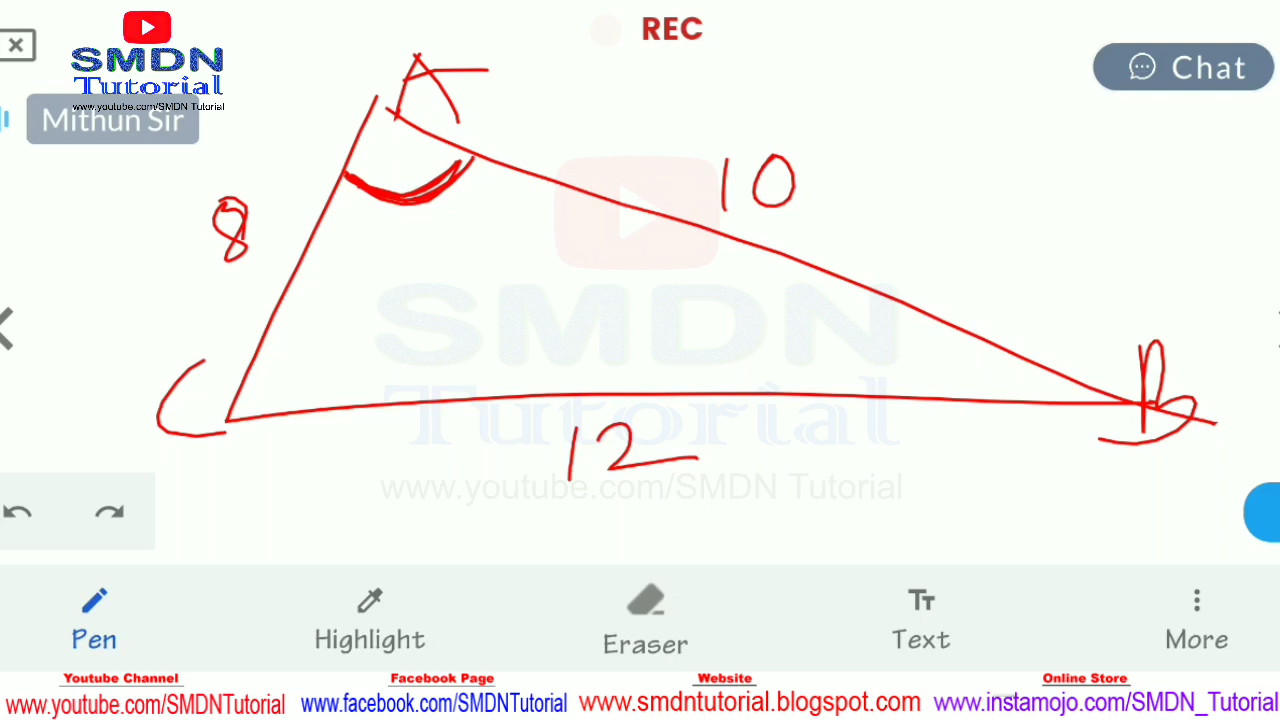 REC
SMDN
Tutorial
www.youtube.com/SMDN Tutorial
Mithun Sir
Chat
A
8
10
SMDN
Tutorial
www.youtube.com/SMDN Tutorial
C
B
12
Pen
Highlight
Eraser
Text
More
Youtube Channel
www.youtube.com/SMDNTutorial
Facebook Page
www.facebook.com/SMDNTutorial
Website
www.smdntutorial.blogspot.com
Online Store
www.instamojo.com/SMDN_Tutorial